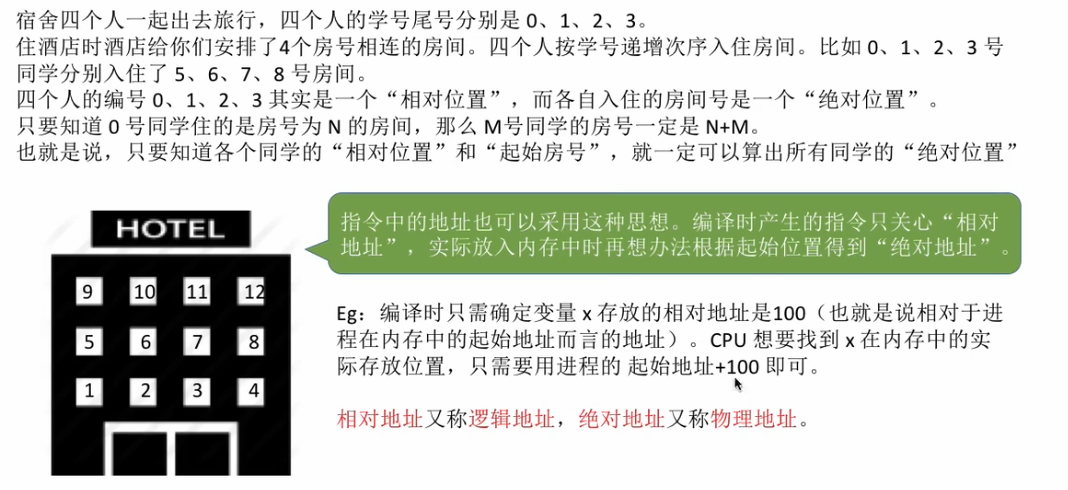 宿舍四个人一起出去旅行，四个人的学号尾号分别是 0、1、2、3。
住酒店时酒店给你们安排了4个房号相连的房间。四个人按学号递增次序入住房间。比如 0、1、2、3 号
同学分别入住了 5、6、7、8 号房间。
四个人的编号 0、1、2、3 其实是一个“相对位置”，而各自入住的房间号是一个“绝对位置”。
只要知道 0 号同学住的是房号为 N 的房间，那么 M号同学的房号一定是 N+M。
也就是说，只要知道各个同学的“相对位置”和“起始房号”，就一定可以算出所有同学的“绝对位置”
HOTEL
9 10 11 12
5 6 7 8
1 2 3 4
指令中的地址也可以采用这种思想。编译时产生的指令只关心“相对
地址”，实际放入内存中时再想办法根据起始位置得到“绝对地址”。
Eg：编译时只需确定变量 x 存放的相对地址是100（也就是说相对于进
程在内存中的起始地址而言的地址）。CPU 想要找到 x 在内存中的实
际存放位置，只需要用进程的 起始地址+100 即可。
相对地址又称逻辑地址，绝对地址又称物理地址。